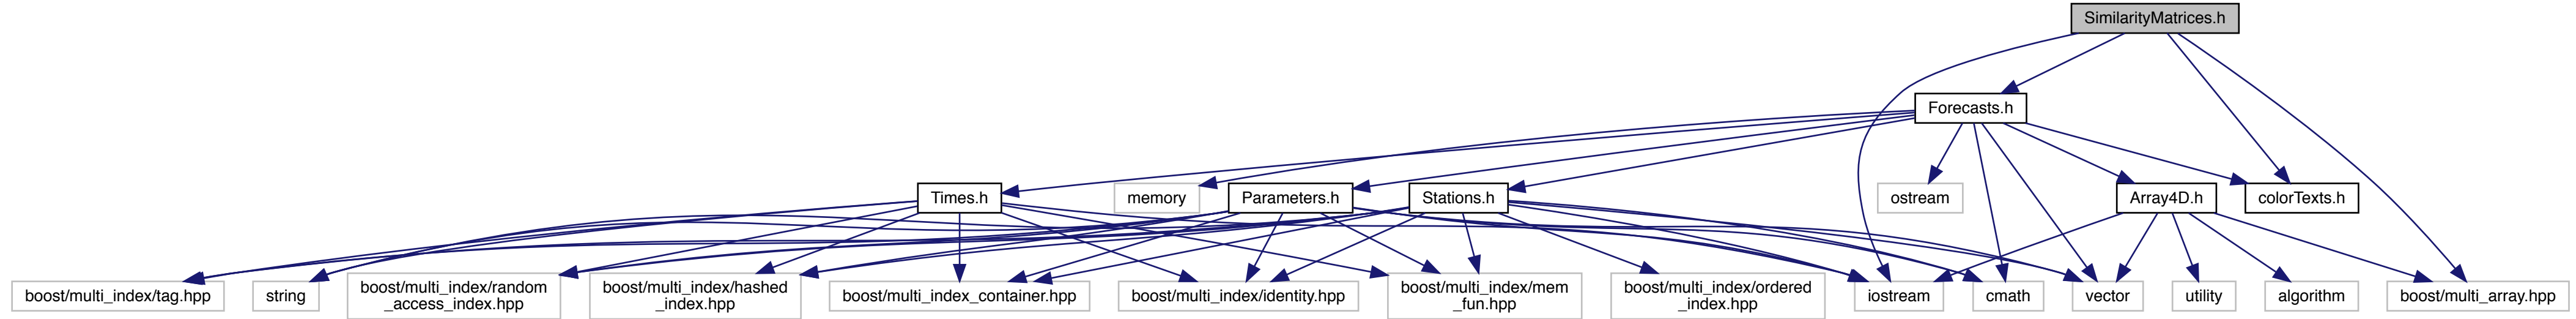 SimilarityMatrices.h
Forecasts.h
Times.h
memory
Parameters.h
Stations.h
ostream
Array4D.h
colorTexts.h
boost/multi_index/tag.hpp
string
boost/multi_index/random
_access_index.hpp
boost/multi_index/hashed
_index.hpp
boost/multi_index_container.hpp
boost/multi_index/identity.hpp
boost/multi_index/mem
_fun.hpp
boost/multi_index/ordered
_index.hpp
iostream
cmath
vector
utility
algorithm
boost/multi_array.hpp